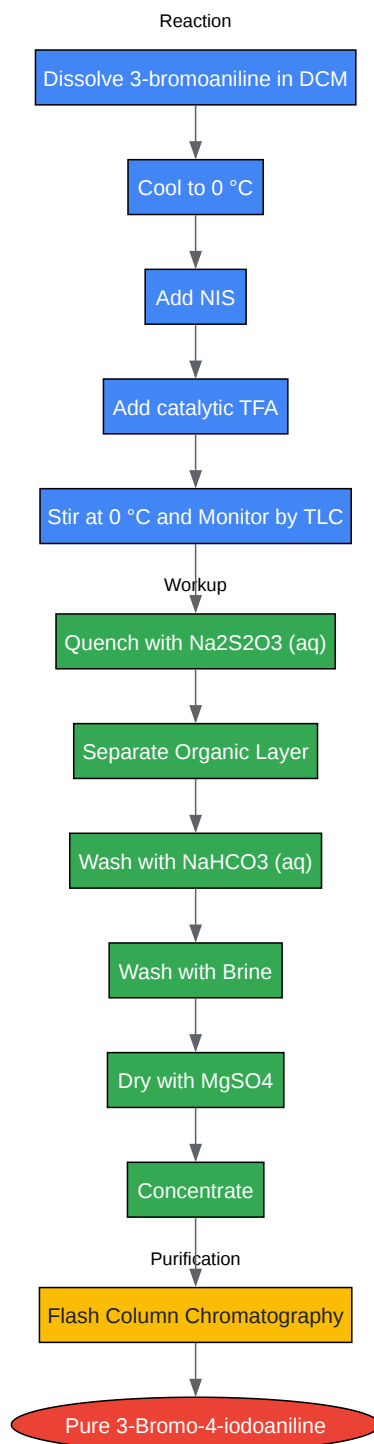 Reaction
Dissolve 3-bromoaniline in DCM
Cool to 0 °C
Add NIS
Add catalytic TFA
Stir at 0 °C and Monitor by TLC
Workup
Quench with Na2S2O3 (aq)
Separate Organic Layer
Wash with NaHCO3 (aq)
Wash with Brine
Dry with MgSO4
Concentrate
Purification
Flash Column Chromatography
Pure 3-Bromo-4-iodoaniline